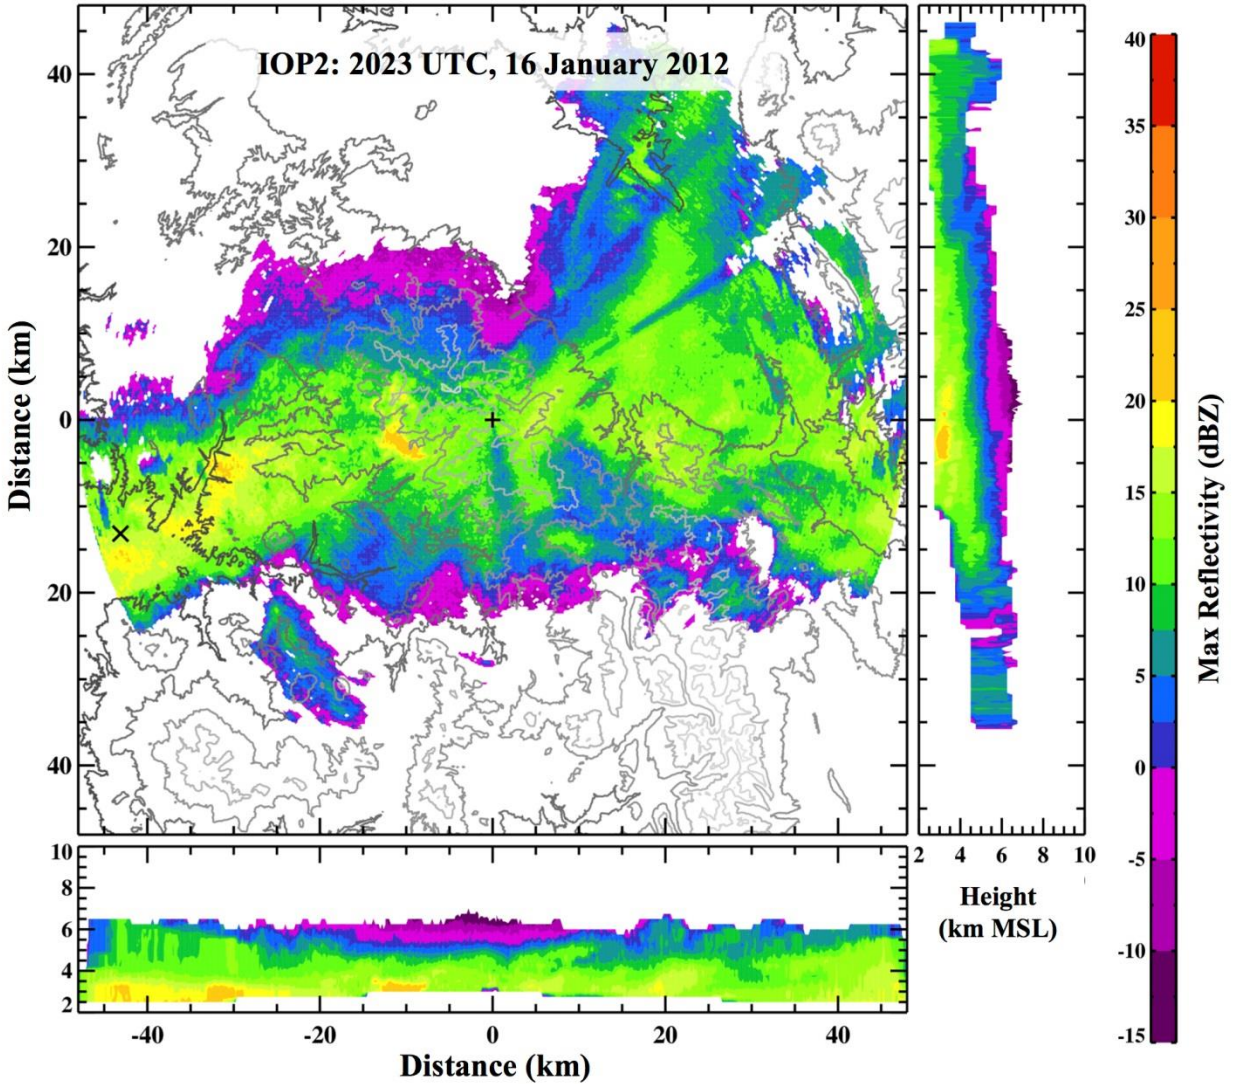 IOP2: 2023 UTC, 16 January 2012
40
20
0
20
40
Distance (km)
2 4 6 8 10
Height
(km MSL)
10
8
6
4
2
-40 -20 0 20 40
Distance (km)
40
35
30
25
20
15
10
5
0
-5
-10
-15
Max Reflectivity (dBZ)